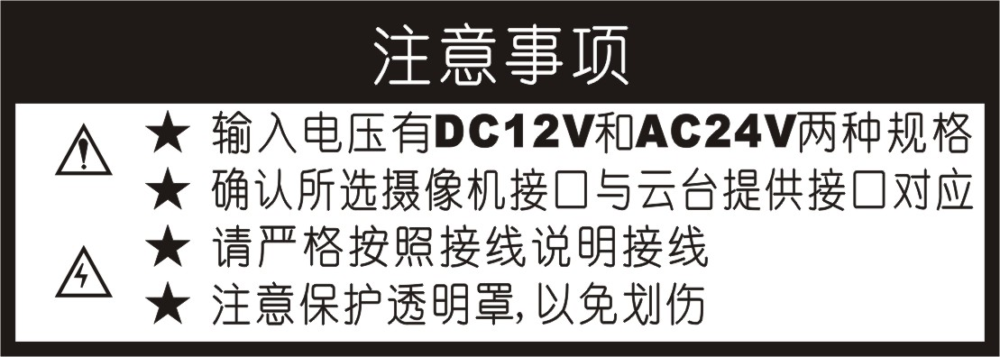 注意事项
★ 输入电压有DC12V和AC24V两种规格
★ 确认所选摄像机接口与云台提供接口对应
★ 请严格按照接线说明接线
★ 注意保护透明罩,以免划伤